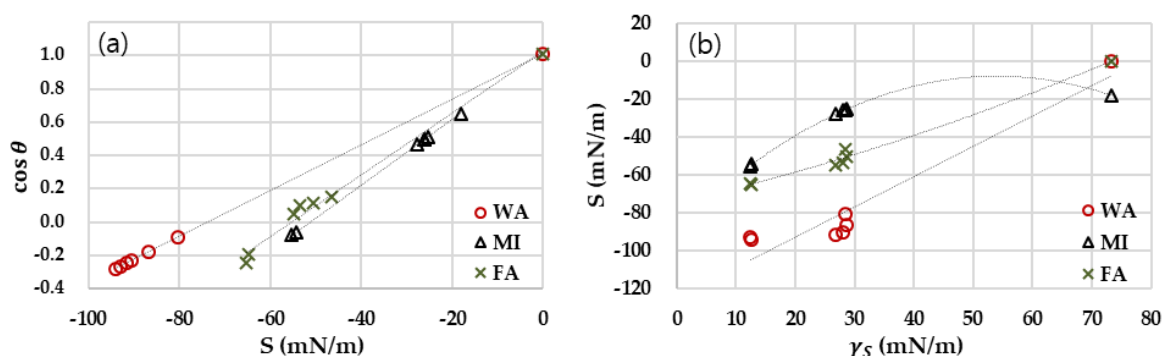 (a)
1.0
0.8
0.6
0.4
0.2
0.0
-0.2
-0.4
cos θ
-100 -80 -60 -40 -20 0
S (mN/m)
WA
MI
FA
(b)
0
-20
-40
-60
-80
-100
-120
S (mN/m)
0 10 20 30 40 50 60 70 80
γS (mN/m)
WA
MI
FA